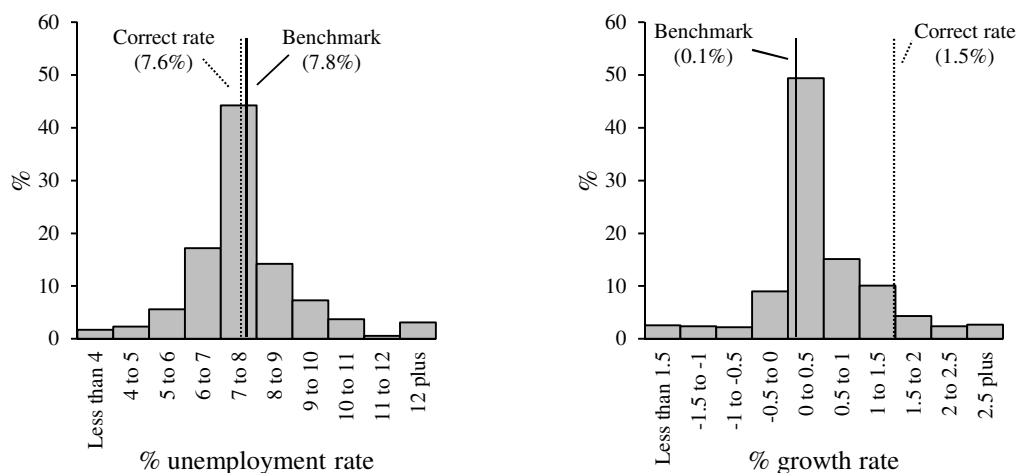 60
50
40
30
20
10
0
%
Correct rate
(7.6%)
Benchmark
(7.8%)
Less than 4
4 to 5
5 to 6
6 to 7
7 to 8
8 to 9
9 to 10
10 to 11
11 to 12
12 plus
% unemployment rate
60
50
40
30
20
10
0
%
Benchmark
(0.1%)
Correct rate
(1.5%)
Less than 1.5
-1.5 to -1
-1 to -0.5
-0.5 to 0
0 to 0.5
0.5 to 1
1 to 1.5
1.5 to 2
2 to 2.5
2.5 plus
% growth rate